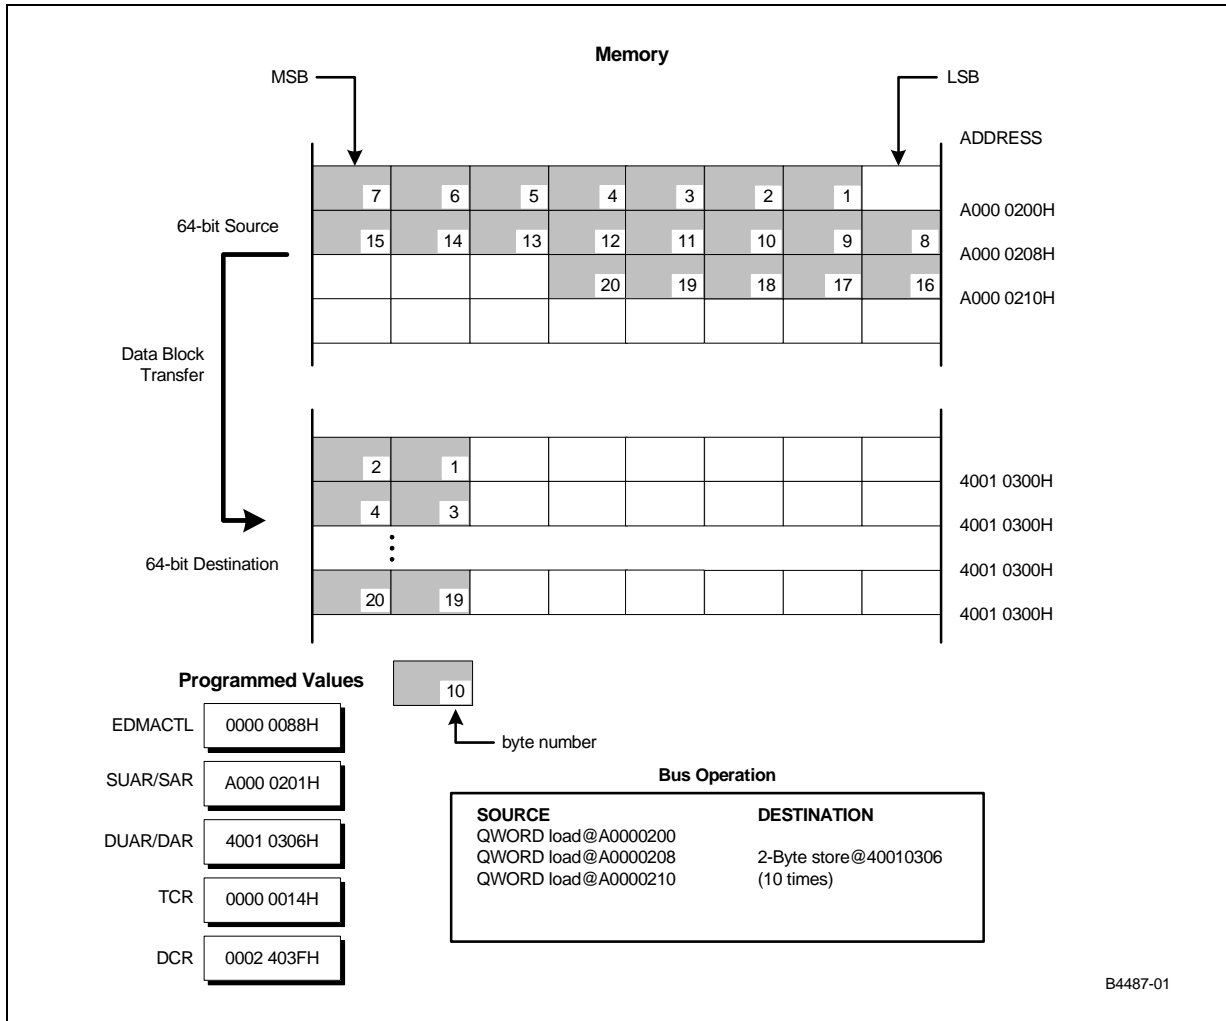 Memory
MSB
LSB
ADDRESS
7 6 5 4 3 2 1
A000 0200H
64-bit Source
15 14 13 12 11 10 9 8
A000 0208H
20 19 18 17 16
A000 0210H
Data Block
Transfer
2 1
4001 0300H
4 3
4001 0300H
64-bit Destination
4001 0300H
20 19
4001 0300H
Programmed Values
10
byte number
EDMACTL 0000 0088H
SUAR/SAR A000 0201H
DUAR/DAR 4001 0306H
TCR 0000 0014H
DCR 0002 403FH
Bus Operation
SOURCE DESTINATION
QWORD load@A0000200
QWORD load@A0000208 2-Byte store@40010306
QWORD load@A0000210 (10 times)
B4487-01